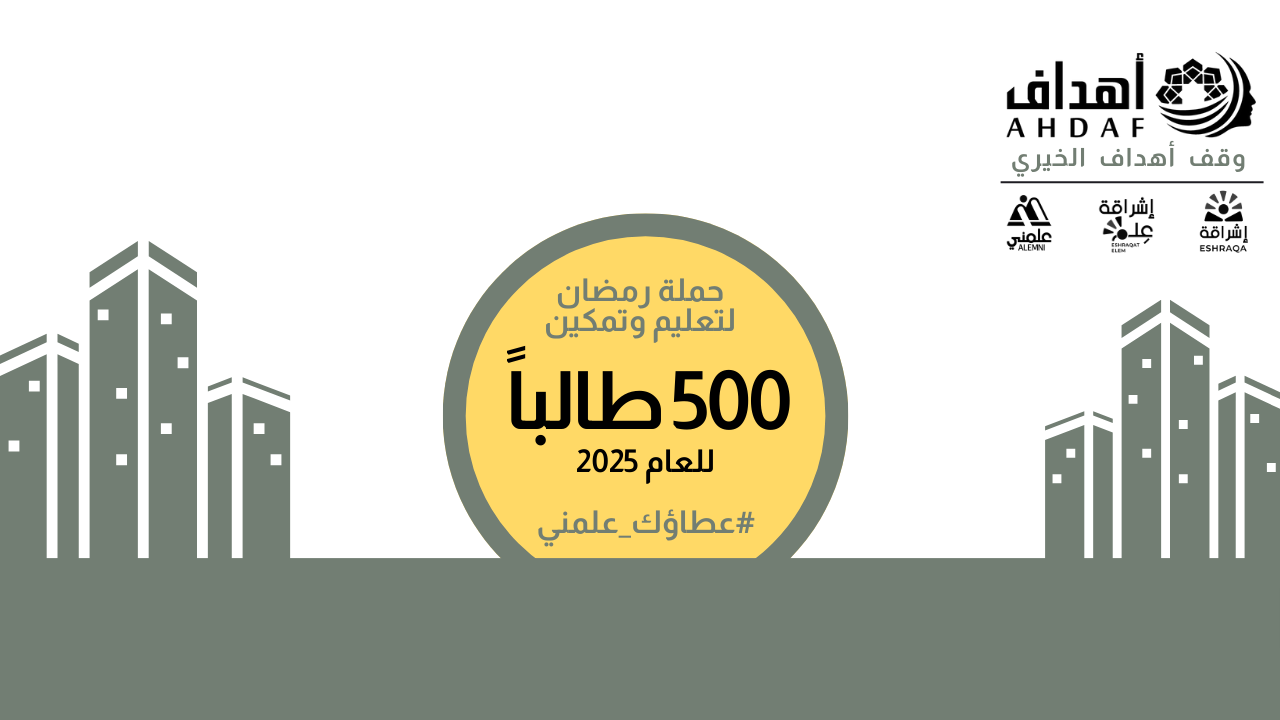 أهداف
AHDAF
وقف أهداف الخيري
إشراقة
ESHRAQA
إشراقة
عِلـم
ESHRAQAT
ELEM
علمني
ALEMNI
حملة رمضان
لتعليم وتمكين
500 طالباً
للعام 2025
#عطاؤك_علمني